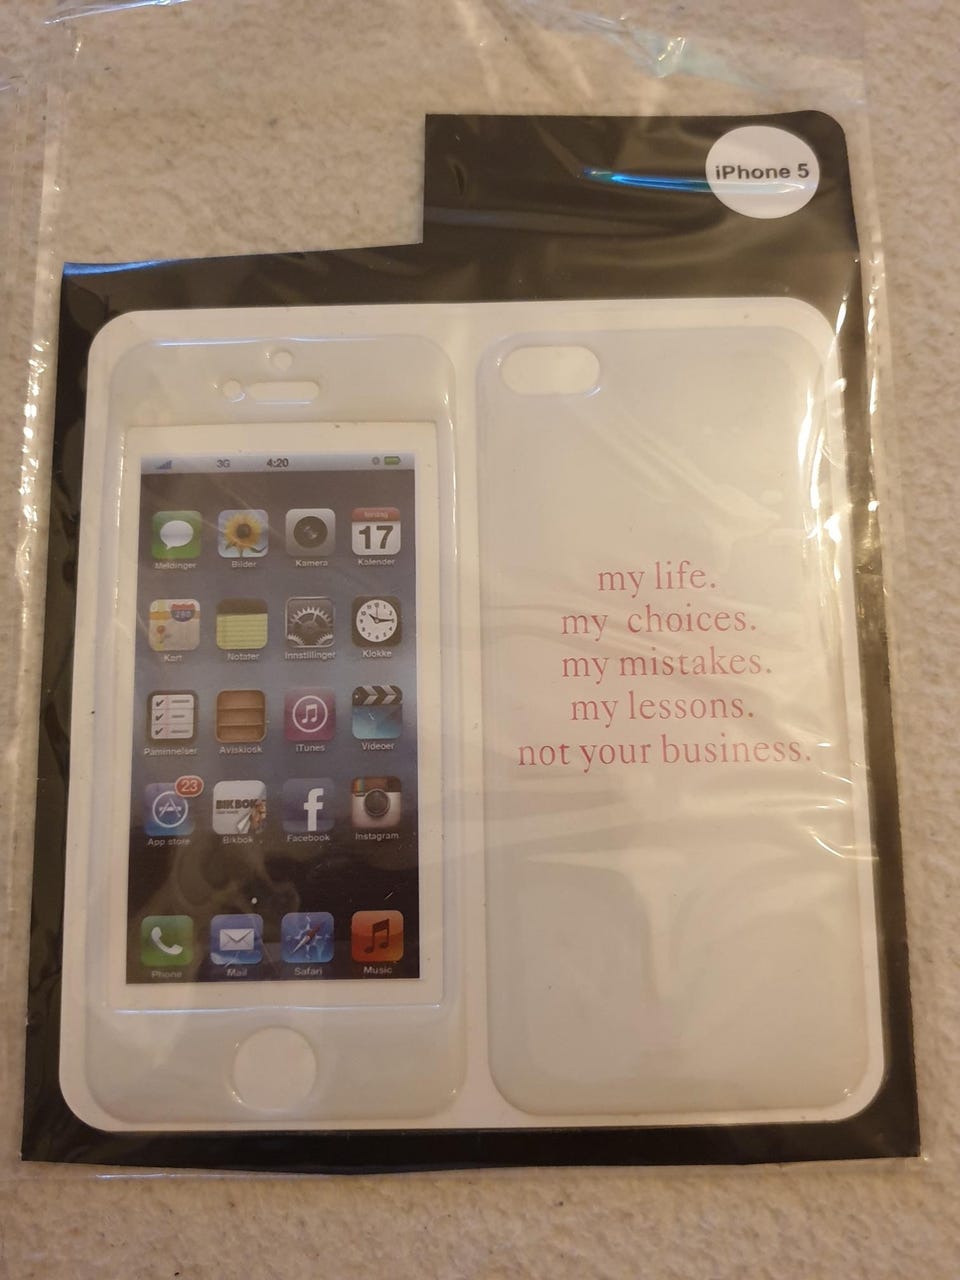 iPhone 5
3G 4:20
17
Meldinger Bilder Kamera Kalender
280
Kart Notater Innstillinger Klokke
Påminnelser Aviskiosk iTunes Videoer
23
BIKBOK
App store Bikbok Facebook Instagram
Phone Mail Safari Music
my life.
my choices.
my mistakes.
my lessons.
not your business.